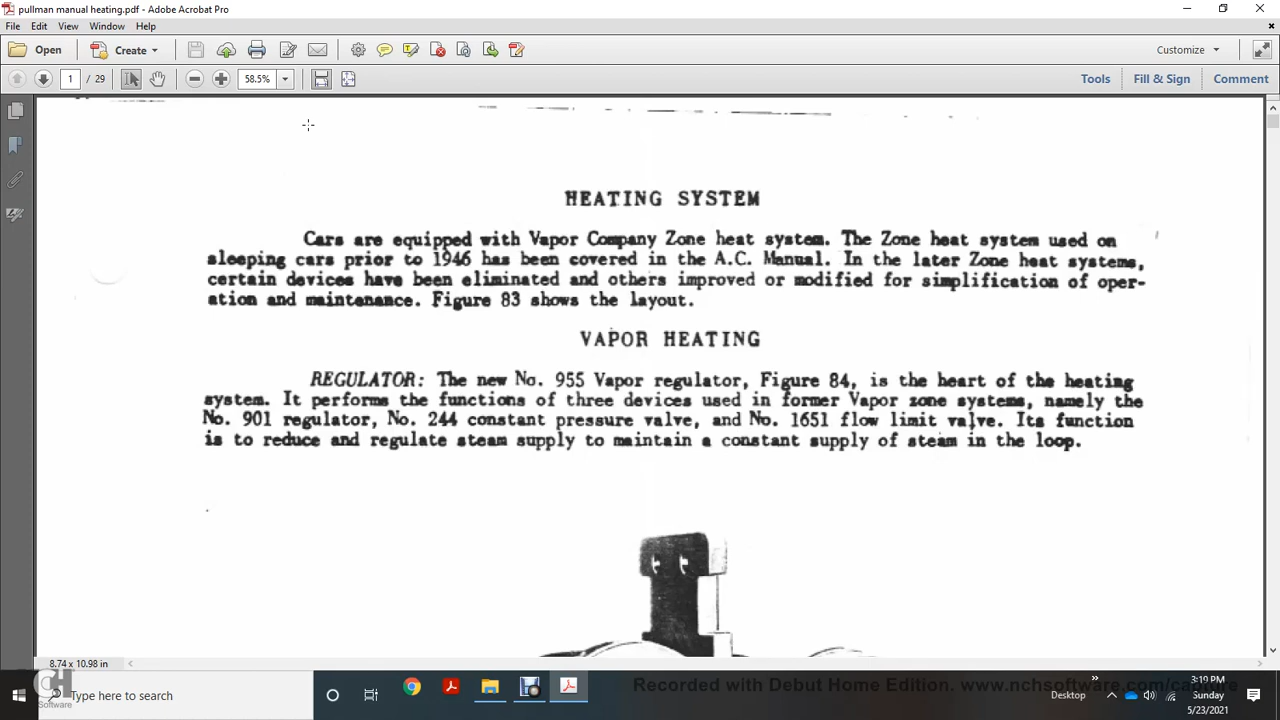 pullman manual heating.pdf - Adobe Acrobat Pro
File Edit View Window Help
Open Create Customize
1 / 29 58.5% Tools Fill & Sign Comment
HEATING SYSTEM
Cars are equipped with Vapor Company Zone heat system. The Zone heat system used on
sleeping cars prior to 1946 has been covered in the A.C. Manual. In the later Zone heat systems,
certain devices have been eliminated and others improved or modified for simplification of oper-
ation and maintenance. Figure 83 shows the layout.
VAPOR HEATING
REGULATOR: The new No. 955 Vapor regulator, Figure 84, is the heart of the heating
system. It performs the functions of three devices used in former Vapor zone systems, namely the
No. 901 regulator, No. 244 constant pressure valve, and No. 1651 flow limit valve. Its function
is to reduce and regulate steam supply to maintain a constant supply of steam in the loop.
8.74 x 10.98 in
CH
Software
Type here to search
Recorded with Debut Home Edition. www.nchsoftware.com/capture
Desktop
3:19 PM
Sunday
5/23/2021